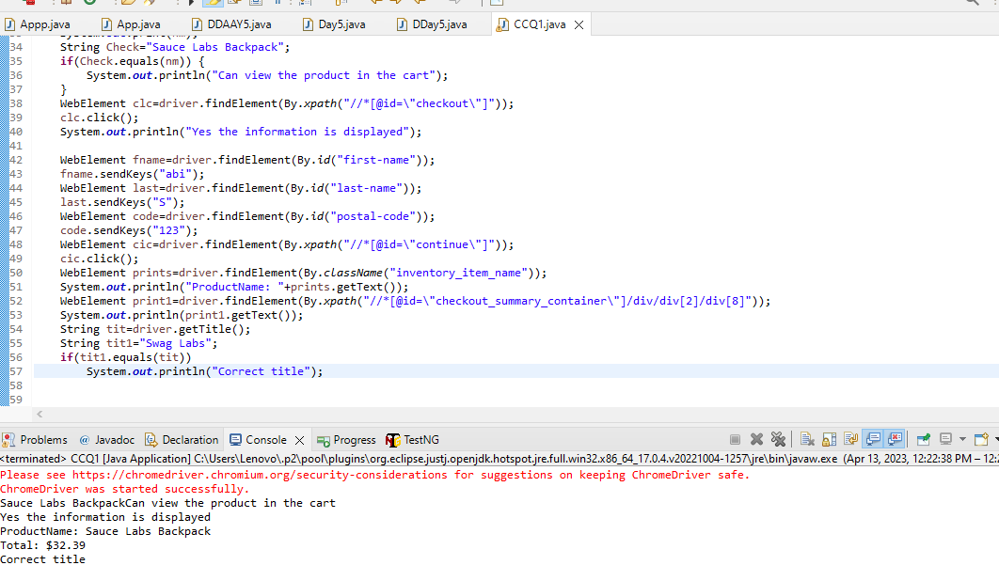 Appp.java App.java DDAAY5.java Day5.java DDay5.java CCQ1.java
34 String Check="Sauce Labs Backpack";
35 if(Check.equals(nm)) {
36 System.out.println("Can view the product in the cart");
37 }
38 WebElement clc=driver.findElement(By.xpath("//*[@id=\"checkout\"]"));
39 clc.click();
40 System.out.println("Yes the information is displayed");
41
42 WebElement fname=driver.findElement(By.id("first-name"));
43 fname.sendKeys("abi");
44 WebElement last=driver.findElement(By.id("last-name"));
45 last.sendKeys("S");
46 WebElement code=driver.findElement(By.id("postal-code"));
47 code.sendKeys("123");
48 WebElement cic=driver.findElement(By.xpath("//*[@id=\"continue\"]"));
49 cic.click();
50 WebElement prints=driver.findElement(By.className("inventory_item_name"));
51 System.out.println("ProductName: "+prints.getText());
52 WebElement print1=driver.findElement(By.xpath("//*[@id=\"checkout_summary_container\"]/div/div[2]/div[8]"));
53 System.out.println(print1.getText());
54 String tit=driver.getTitle();
55 String tit1="Swag Labs";
56 if(tit1.equals(tit))
57 System.out.println("Correct title");
58
59
Problems Javadoc Declaration Console Progress TestNG
<terminated> CCQ1 [Java Application] C:\Users\Lenovo\.p2\pool\plugins\org.eclipse.justj.openjdk.hotspot.jre.full.win32.x86_64_17.0.4.v20221004-1257\jre\bin\javaw.exe (Apr 13, 2023, 12:22:38 PM – 12:2
Please see https://chromedriver.chromium.org/security-considerations for suggestions on keeping ChromeDriver safe.
ChromeDriver was started successfully.
Sauce Labs BackpackCan view the product in the cart
Yes the information is displayed
ProductName: Sauce Labs Backpack
Total: $32.39
Correct title